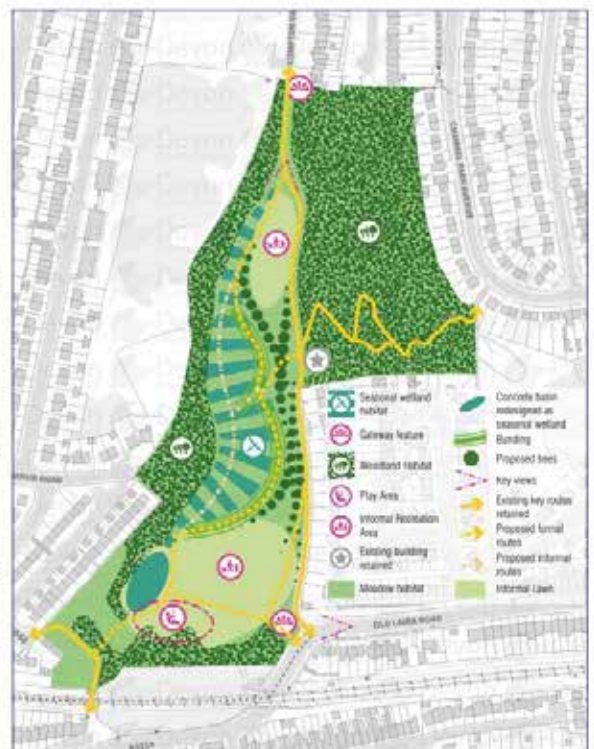 Seasonal wetland
habitat
Gateway feature
Woodland Habitat
Play Area
Informal Recreation
Area
Existing building
retained
Meadow habitat
Concrete basin
redesigned as
seasonal wetland
Bunding
Proposed trees
Key views
Existing key routes
retained
Proposed formal
routes
Proposed informal
routes
Informal Lawn
OLD LAIRA ROAD